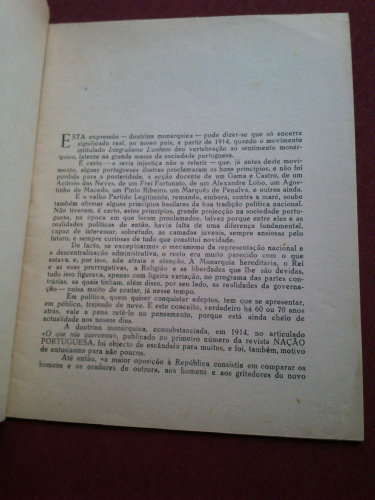 ESTA expressão — doutrina monárquica — pode dizer-se que só encerra
significado real, no nosso país, a partir de 1914, quando o movimento
intitulado Integralismo Lusitano deu vertebração ao sentimento monár-
quico, latente na grande massa da sociedade portuguesa.
É certo — e seria injustiça não o referir — que, já antes deste movi-
mento, alguns portugueses ilustres proclamaram os bons princípios, e não foi
perdida para a posteridade, a acção docente de um Gama e Castro, de um
Acúrsio das Neves, de um Frei Fortunato, de um Alexandre Lobo, de um Agos-
tinho de Macedo, de um Pinto Ribeiro, de um Marquês de Penalva, e outros ainda.
E o velho Partido Legitimista, remando, embora, contra a maré, soube
também afirmar alguns princípios basilares da boa tradição política nacional.
Não tiveram, é certo, estes princípios, grande projecção na sociedade portu-
guesa, na época em que foram proclamados, talvez porque entre eles e as
realidades políticas de então, havia falta de uma diferença fundamental,
capaz de interessar, sobretudo, as camadas jovens, sempre ansiosas pelo
futuro, e sempre curiosas de tudo que constitui novidade.
De facto, se exceptuarmos o mecanismo da representação nacional e
a descentralização administrativa, o resto era muito parecido com o que
estava, e, por isso, não atraía a atenção. A Monarquia hereditária, o Rei
e as suas prerrogativas, a Religião e as liberdades que lhe são devidas,
tudo isso figurava, apenas com ligeira variação, no programa das partes con-
trárias, as quais tinham, além disso, por elas, as realidades da governa-
ção — coisa muito de contar, já nesse tempo.
Em política, quem quiser conquistar adeptos, tem que se apresentar,
em público, trajando de novo. E este conceito, verdadeiro há 60 ou 70 anos
atrás, vale a pena retê-lo no pensamento, porque está ainda cheio de
actualidade nos nossos dias.
A doutrina monárquica, consubstanciada, em 1914, no articulado
«O que nós queremos», publicado no primeiro número da revista NAÇÃO
PORTUGUESA, foi objecto de escândalo para muitos, e foi, também, motivo
de entusiasmo para não poucos.
Até então, «a maior oposição à República consistia em comparar os
homens e os oradores de outrora, aos homens e aos gritadores do novo